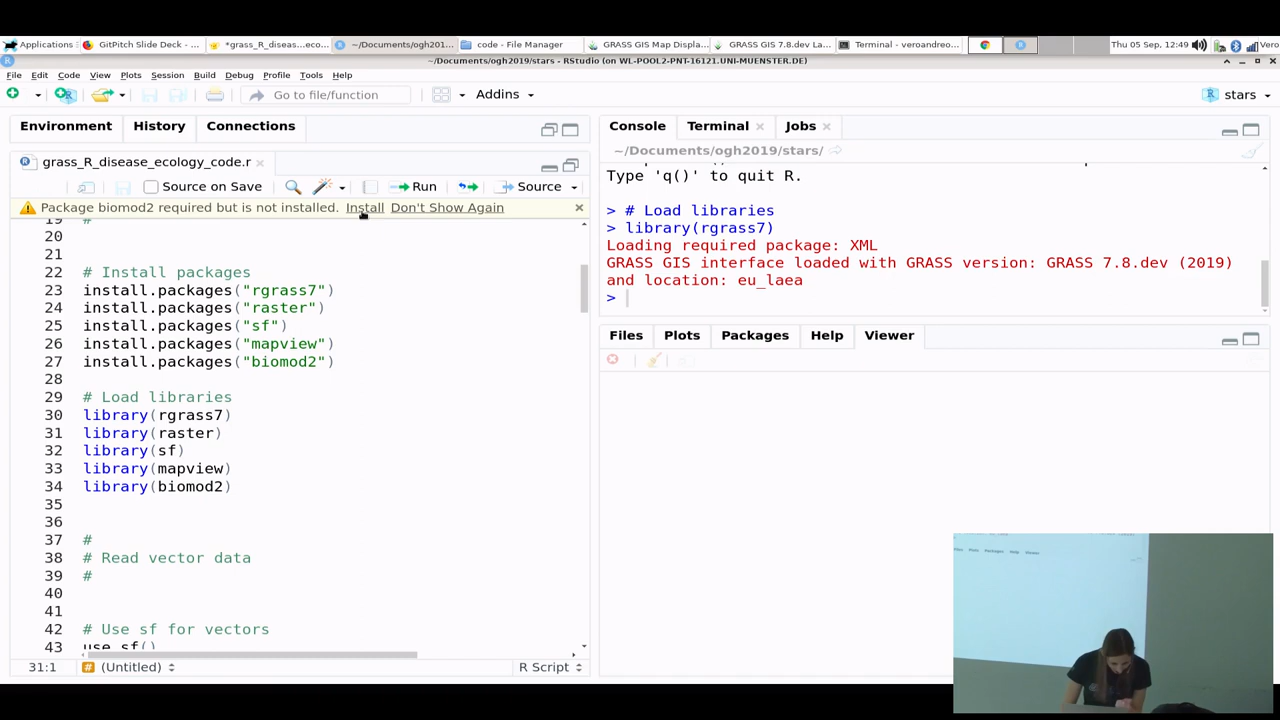 Applications
GitPitch Slide Deck - ...
*grass_R_diseas...eco...
~/Documents/ogh201...
code - File Manager
GRASS GIS Map Displa...
GRASS GIS 7.8.dev La...
Terminal - veroandreo...
Thu 05 Sep, 12:49
Vero
~/Documents/ogh2019/stars - RStudio (on WL-POOL2-PNT-16121.UNI-MUENSTER.DE)
File Edit Code View Plots Session Build Debug Profile Tools Help
Go to file/function
Addins
stars
Environment History Connections
grass_R_disease_ecology_code.r
Source on Save
Run
Source
Package biomod2 required but is not installed. Install Don't Show Again
19 #
20
21
22 # Install packages
23 install.packages("rgrass7")
24 install.packages("raster")
25 install.packages("sf")
26 install.packages("mapview")
27 install.packages("biomod2")
28
29 # Load libraries
30 library(rgrass7)
31 library(raster)
32 library(sf)
33 library(mapview)
34 library(biomod2)
35
36
37 #
38 # Read vector data
39 #
40
41
42 # Use sf for vectors
43 use_sf()
31:1
(Untitled)
R Script
Console Terminal Jobs
~/Documents/ogh2019/stars/
Type 'q()' to quit R.
> # Load libraries
> library(rgrass7)
Loading required package: XML
GRASS GIS interface loaded with GRASS version: GRASS 7.8.dev (2019)
and location: eu_laea
>
Files Plots Packages Help Viewer